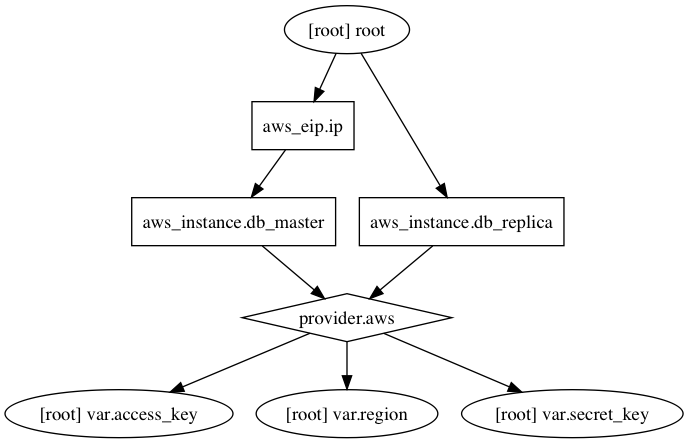 [root] root
aws_eip.ip
aws_instance.db_master
aws_instance.db_replica
provider.aws
[root] var.access_key
[root] var.region
[root] var.secret_key